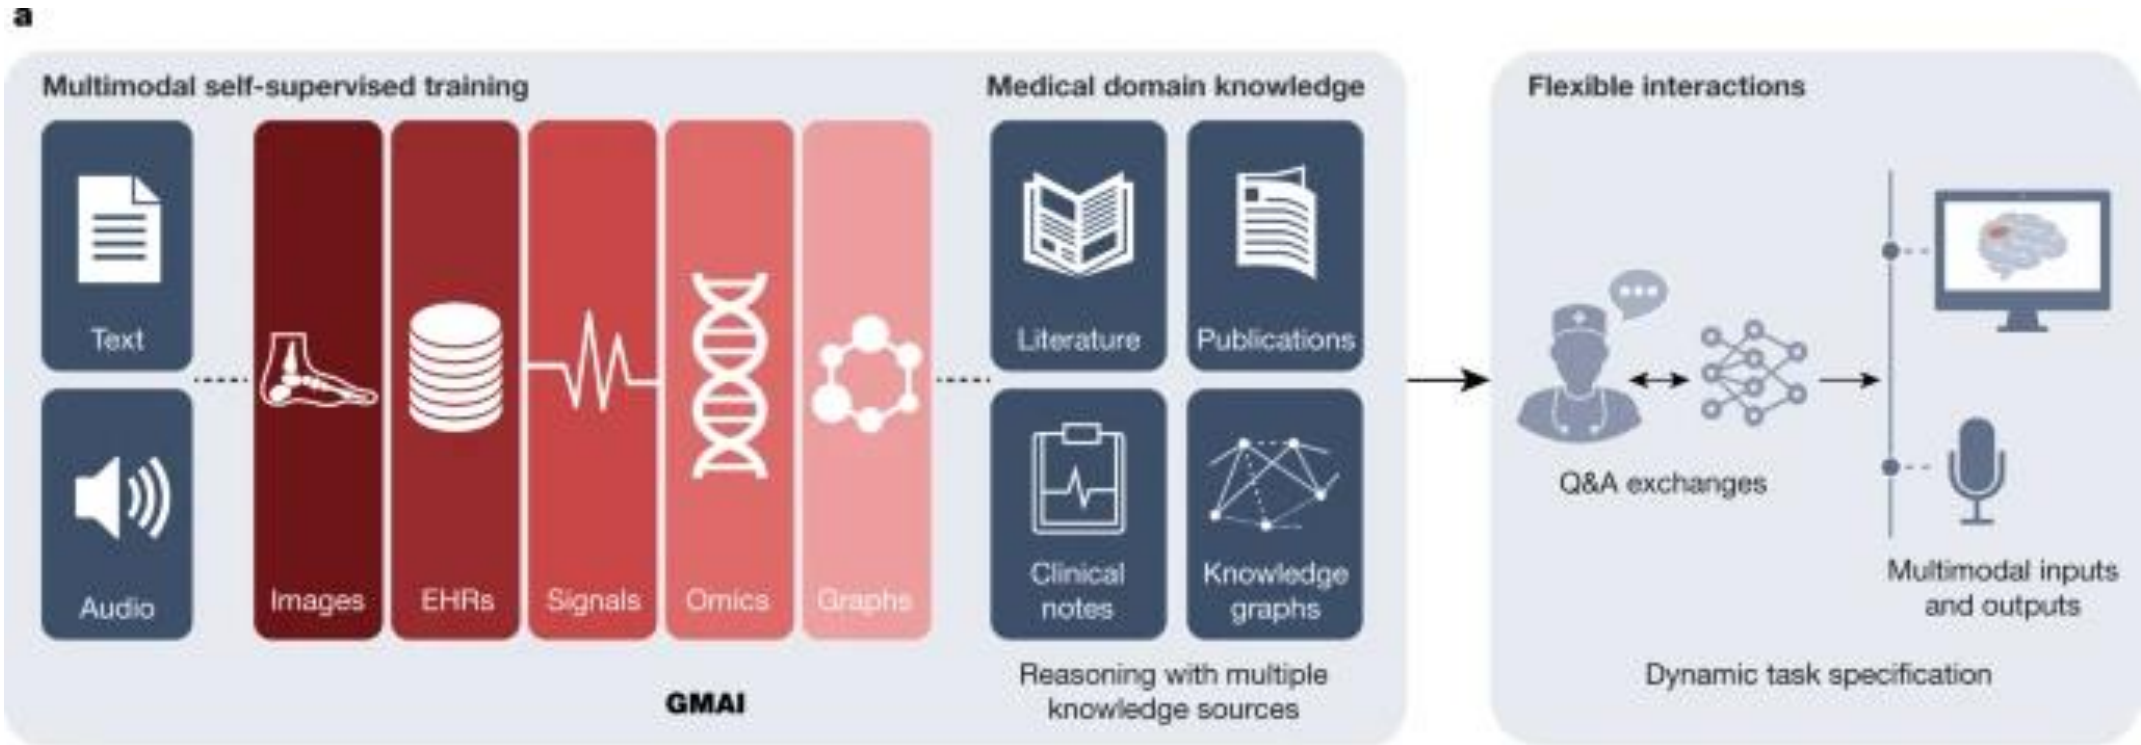 a
Multimodal self-supervised training
Medical domain knowledge
Flexible interactions
Text
Audio
Images
EHRs
Signals
Omics
Graphs
Literature
Publications
Clinical
notes
Knowledge
graphs
Reasoning with multiple
knowledge sources
GMAI
Q&A exchanges
Multimodal inputs
and outputs
Dynamic task specification